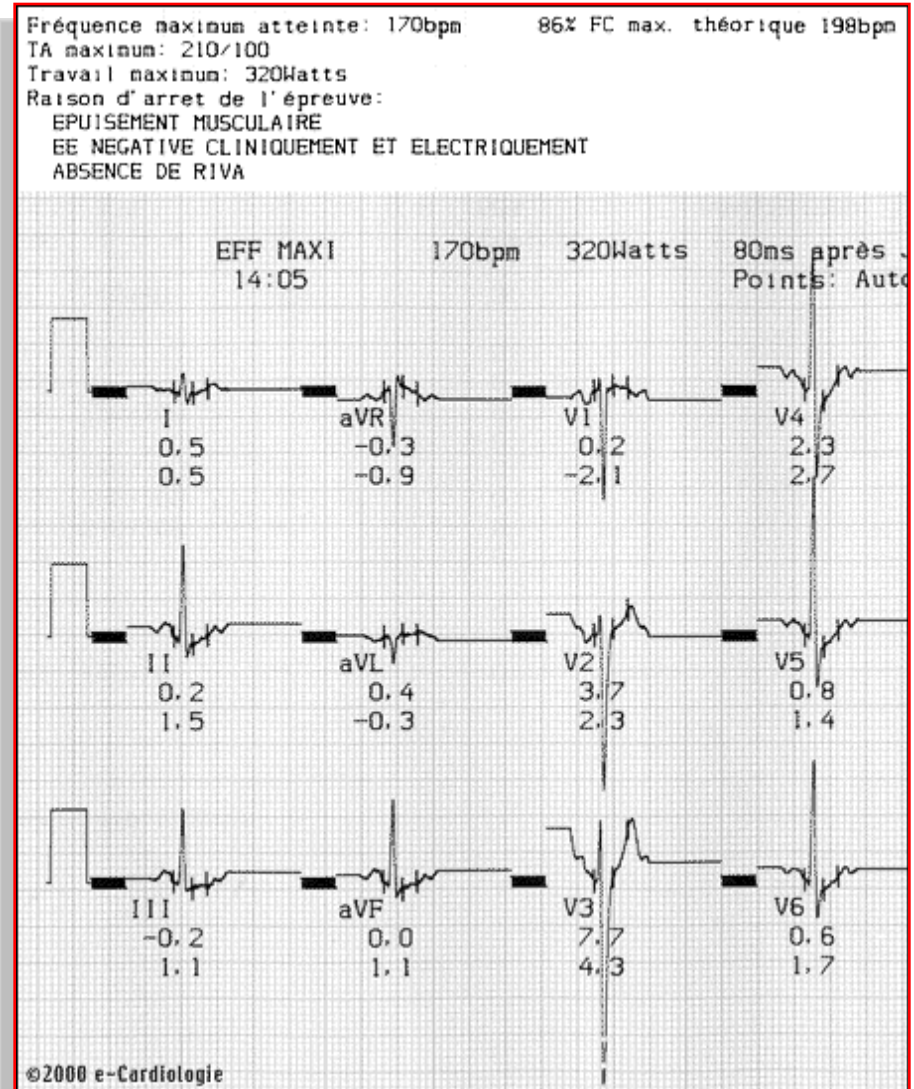 Fréquence maximum atteinte: 170bpm 86% FC max. théorique 198bpm
TA maximum: 210/100
Travail maximum: 320Watts
Raison d'arret de l'épreuve:
EPUISEMENT MUSCULAIRE
EE NEGATIVE CLINIQUEMENT ET ELECTRIQUEMENT
ABSENCE DE RIVA
EFF MAXI 170bpm 320Watts 80ms après J
14:05 Points: Auto
I aVR V1 V4
0,5 -0,3 0,2 2,3
0,5 -0,9 -2,1 2,7
II aVL V2 V5
0,2 0,4 3,7 0,8
1,5 -0,3 2,3 1,4
III aVF V3 V6
-0,2 0,0 7,7 0,6
1,1 1,1 4,3 1,7
©2000 e-Cardiologie